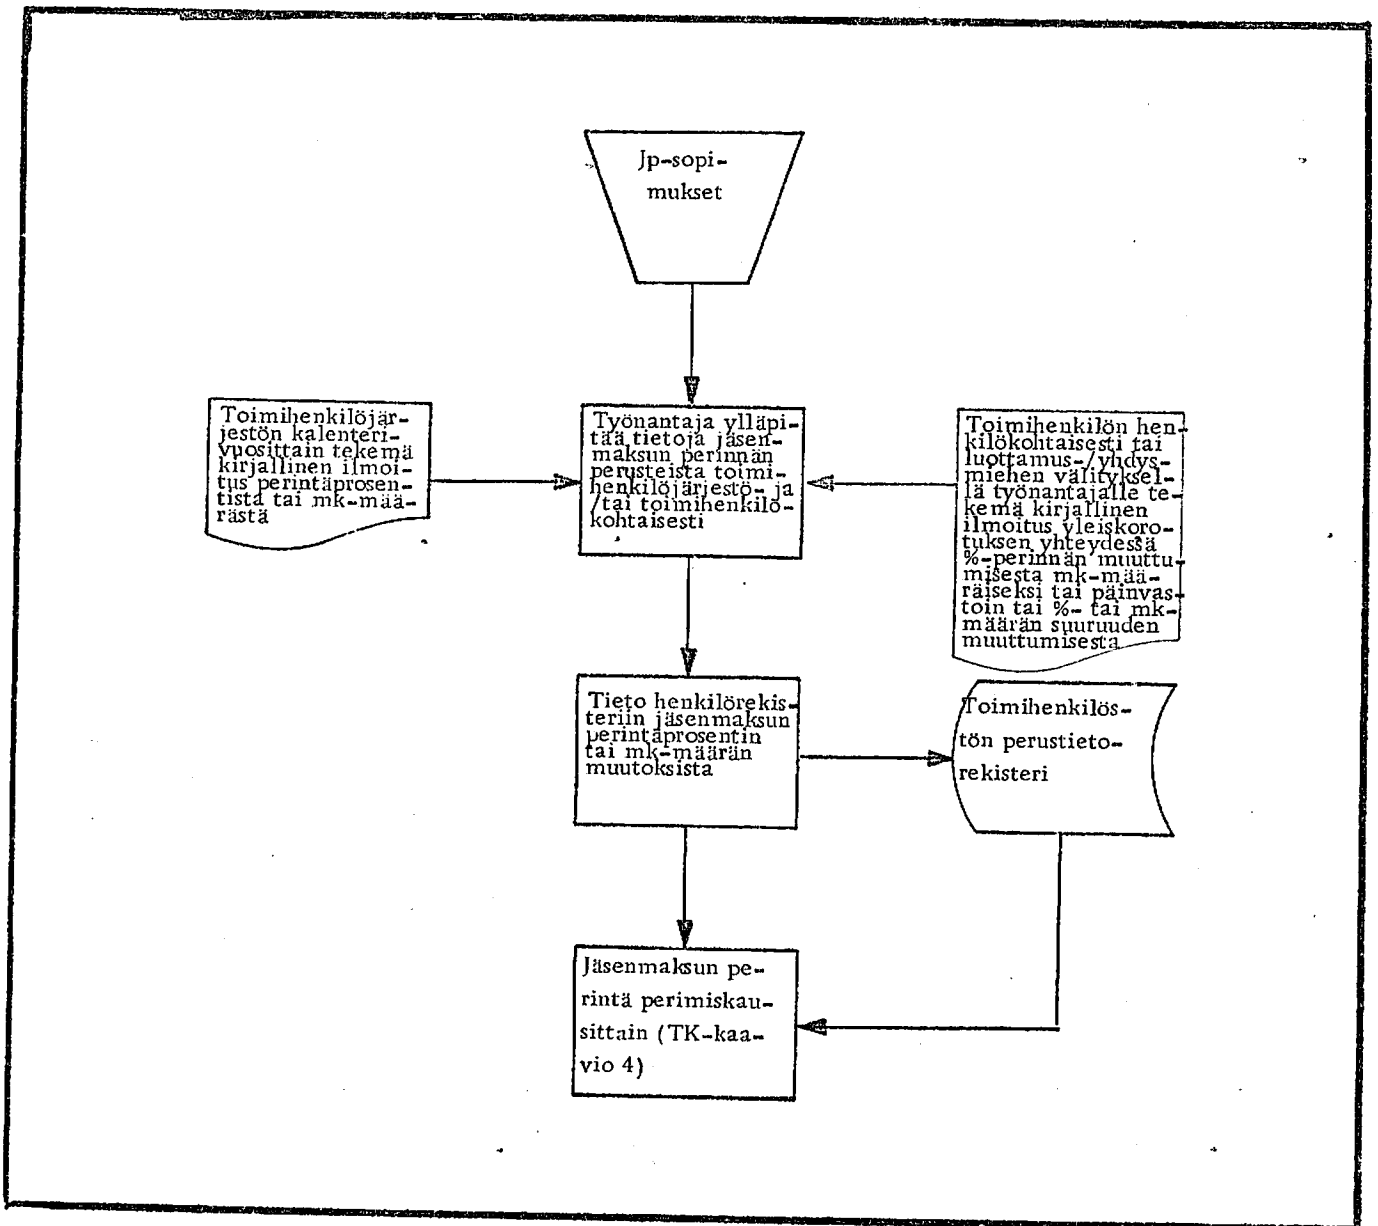 Jp-sopi-
mukset
Toimihenkilöjär-
jestön kalenteri-
vuosittain tekemä
kirjallinen ilmoi-
tus perintäprosen-
tista tai mk-mää-
rästä
Työnantaja ylläpi-
tää tietoja jäsen-
maksun perinnän
perusteista toimi-
henkilöjärjestö- ja
/tai toimihenkilö-
kohtaisesti
Toimihenkilön hen-
kilökohtaisesti tai
luottamus-/yhdys-
miehen välityksel-
lä työnantajalle te-
kemä kirjallinen
ilmoitus yleiskoro-
tuksen yhteydessä
%-perinnän muuttu-
misesta mk-mää-
räiseksi tai päinvas-
toin tai %- tai mk-
määrän suuruuden
muuttumisesta
Tieto henkilörekis-
teriin jäsenmaksun
perintäprosentin
tai mk-määrän
muutoksista
Toimihenkilös-
tön perustieto-
rekisteri
Jäsenmaksun pe-
rintä perimiskau-
sittain (TK-kaa-
vio 4)